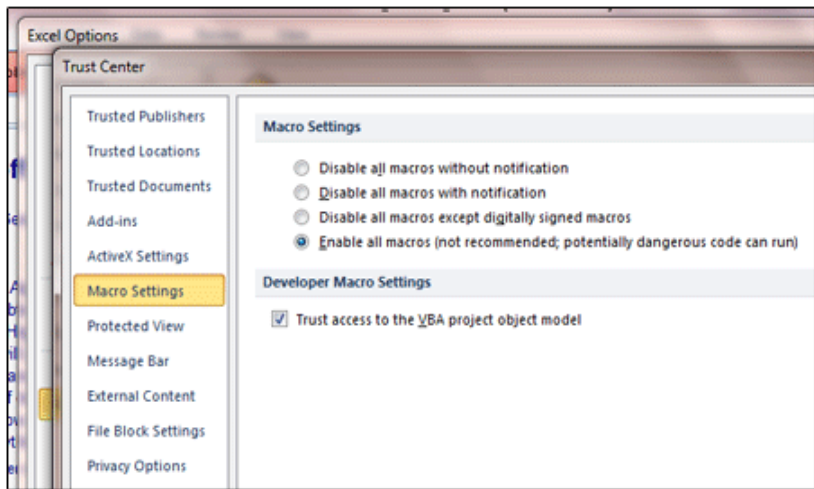 Excel Options
Trust Center
Trusted Publishers
Trusted Locations
Trusted Documents
Add-ins
ActiveX Settings
Macro Settings
Protected View
Message Bar
External Content
File Block Settings
Privacy Options
Macro Settings
Disable all macros without notification
Disable all macros with notification
Disable all macros except digitally signed macros
Enable all macros (not recommended; potentially dangerous code can run)
Developer Macro Settings
Trust access to the VBA project object model